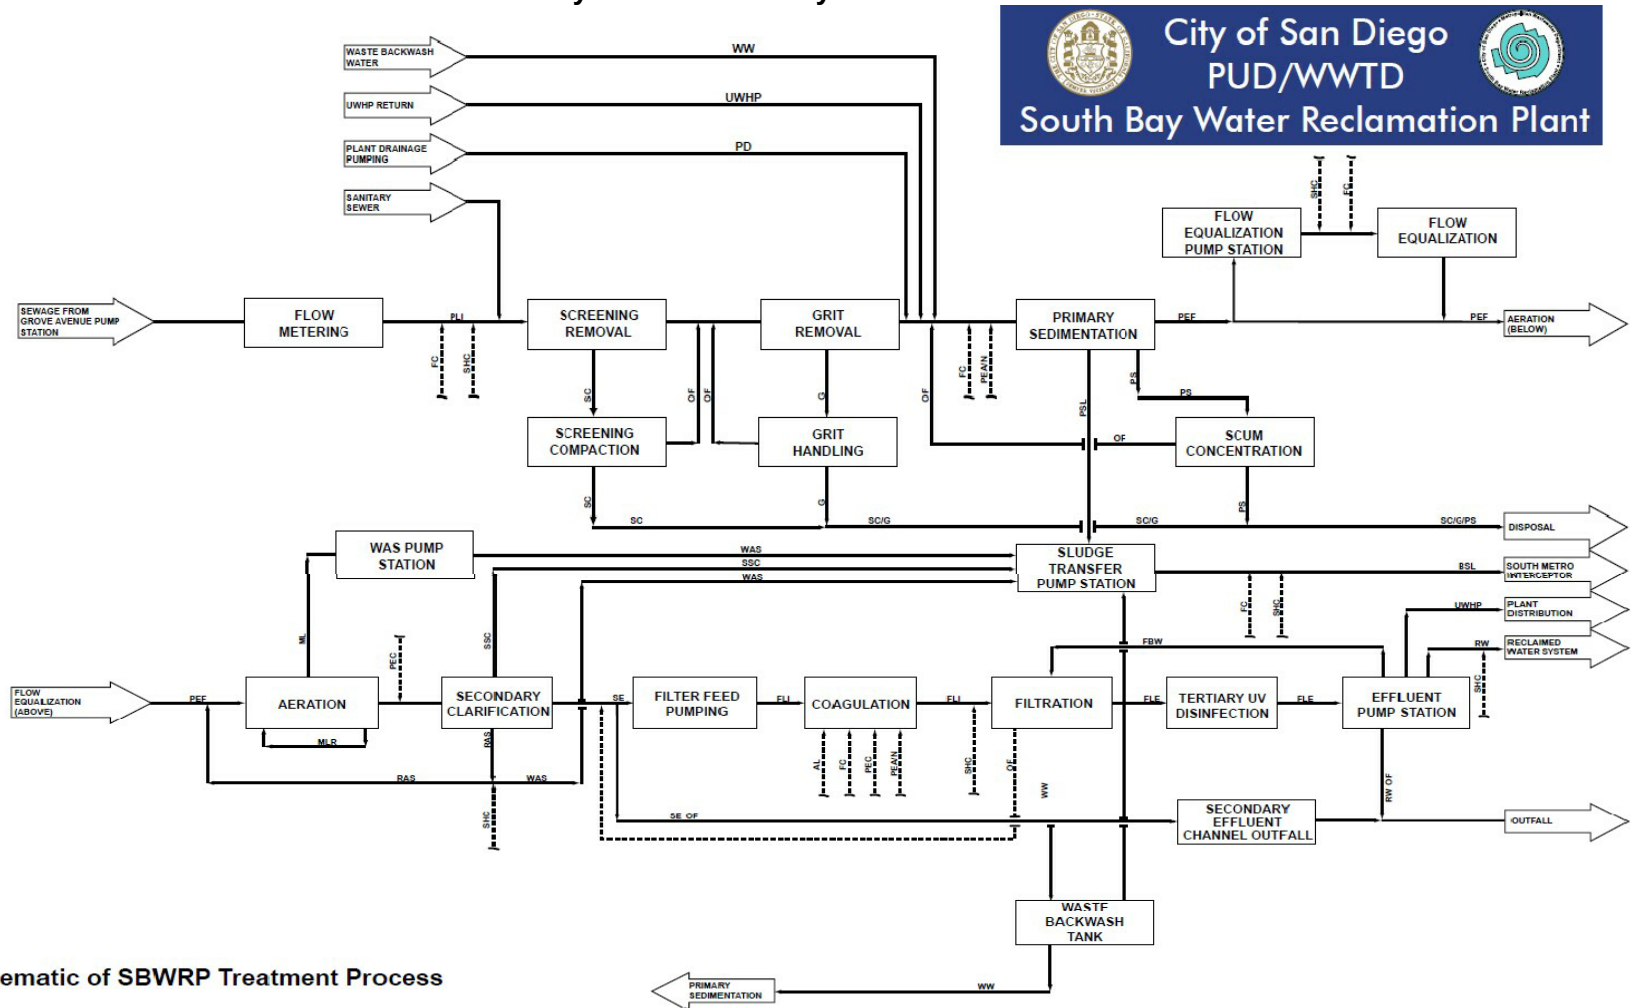 City of San Diego
PUD/WWTD
South Bay Water Reclamation Plant
WASTE BACKWASH
WATER
WW
UWHP RETURN
UWHP
PLANT DRAINAGE
PUMPING
PD
SANITARY
SEWER
SHC
FC
FLOW
EQUALIZATION
PUMP STATION
FLOW
EQUALIZATION
SEWAGE FROM
GROVE AVENUE PUMP
STATION
FLOW
METERING
PLI
SCREENING
REMOVAL
GRIT
REMOVAL
PRIMARY
SEDIMENTATION
PEF
PEF
AERATION
(BELOW)
FC
SHC
S/C
OF
OF
G
OF
FC
PEA/N
PSL
PS
PS
SCREENING
COMPACTION
GRIT
HANDLING
OF
SCUM
CONCENTRATION
SC
G
PS
SC
SC/G
SC/G
SC/G/PS
DISPOSAL
WAS PUMP
STATION
WAS
SSC
WAS
SLUDGE
TRANSFER
PUMP STATION
BSL
SOUTH METRO
INTERCEPTOR
FC
SHC
UWHP
PLANT
DISTRIBUTION
ML
PEC
SSC
FBW
RW
RECLAIMED
WATER SYSTEM
SHC
FLOW
EQUALIZATION
(ABOVE)
PEF
AERATION
SECONDARY
CLARIFICATION
SE
FILTER FEED
PUMPING
FLI
COAGULATION
FLI
FILTRATION
FLE
TERTIARY UV
DISINFECTION
FLE
EFFLUENT
PUMP STATION
MLR
RAS
RAS
WAS
AL
FC
PEC
PEA/N
SHC
OF
WW
RW OF
SHC
SE OF
SECONDARY
EFFLUENT
CHANNEL OUTFALL
OUTFALL
WASTE
BACKWASH
TANK
ematic of SBWRP Treatment Process
PRIMARY
SEDIMENTATION
WW